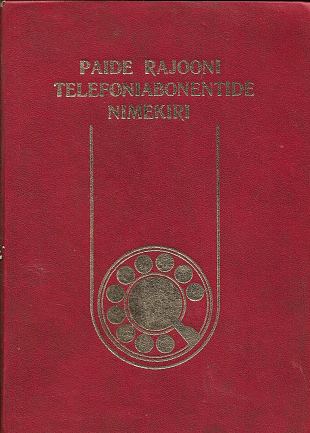 PAIDE RAJOONI
TELEFONIABONENTIDE
NIMEKIRI